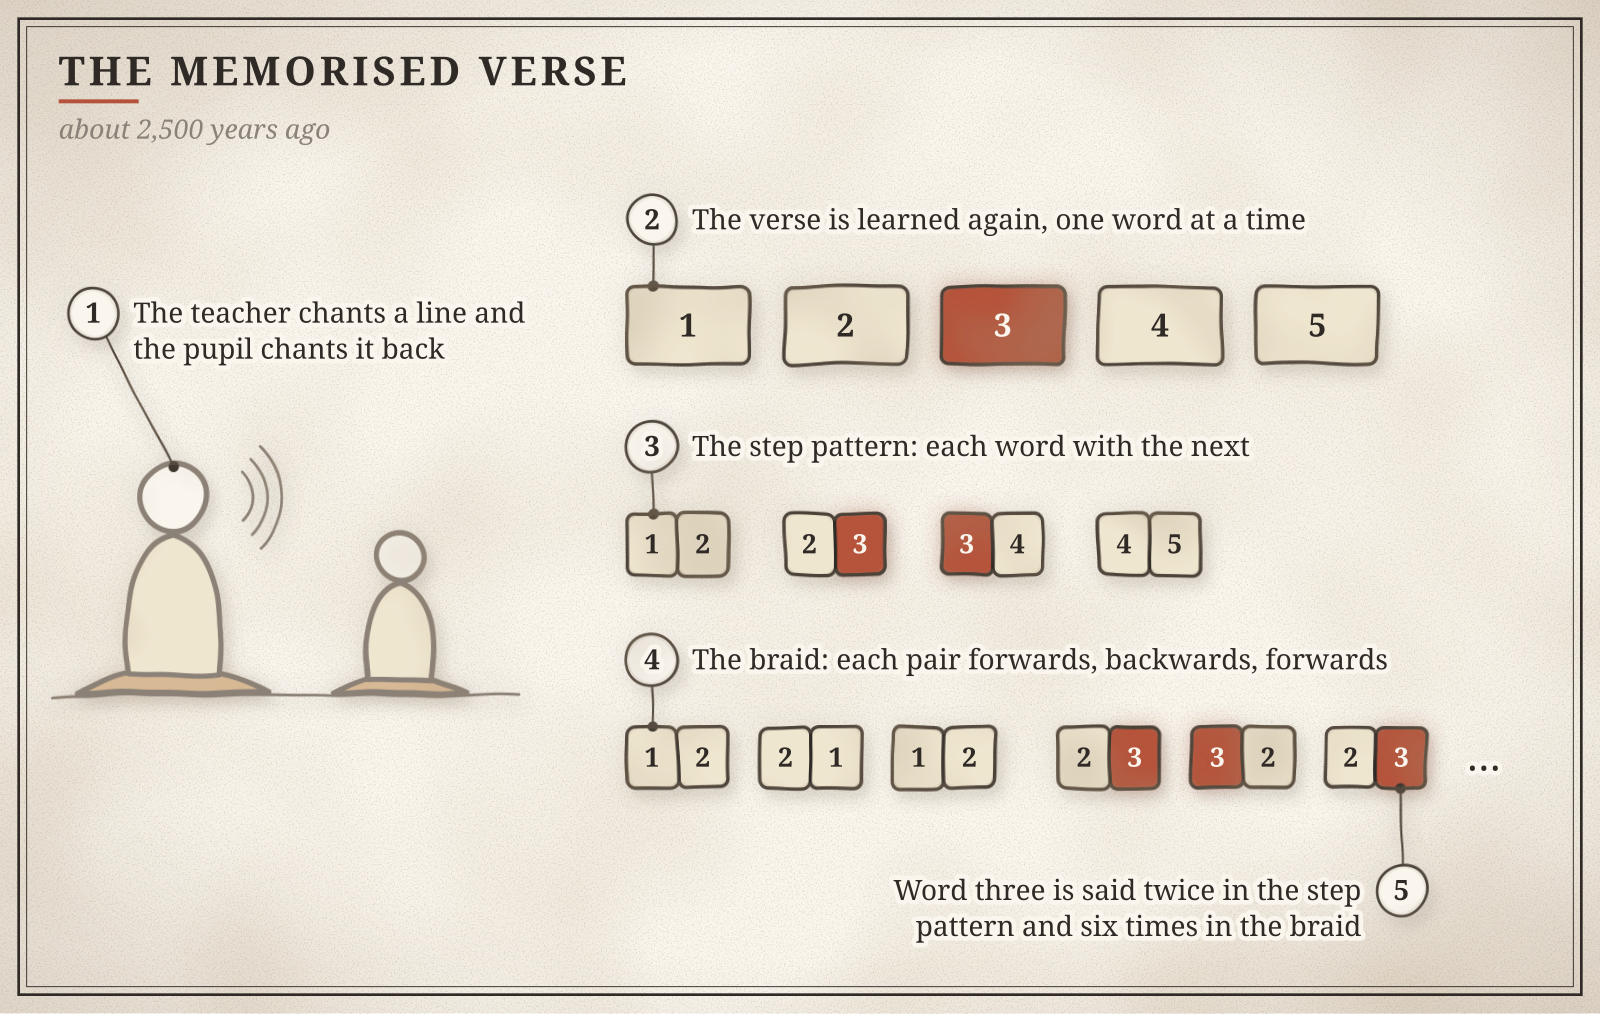 THE MEMORISED VERSE
about 2,500 years ago
1 The teacher chants a line and
the pupil chants it back
2 The verse is learned again, one word at a time
1 2 3 4 5
3 The step pattern: each word with the next
1 2 2 3 3 4 4 5
4 The braid: each pair forwards, backwards, forwards
1 2 2 1 1 2 2 3 3 2 2 3 ...
Word three is said twice in the step 5
pattern and six times in the braid